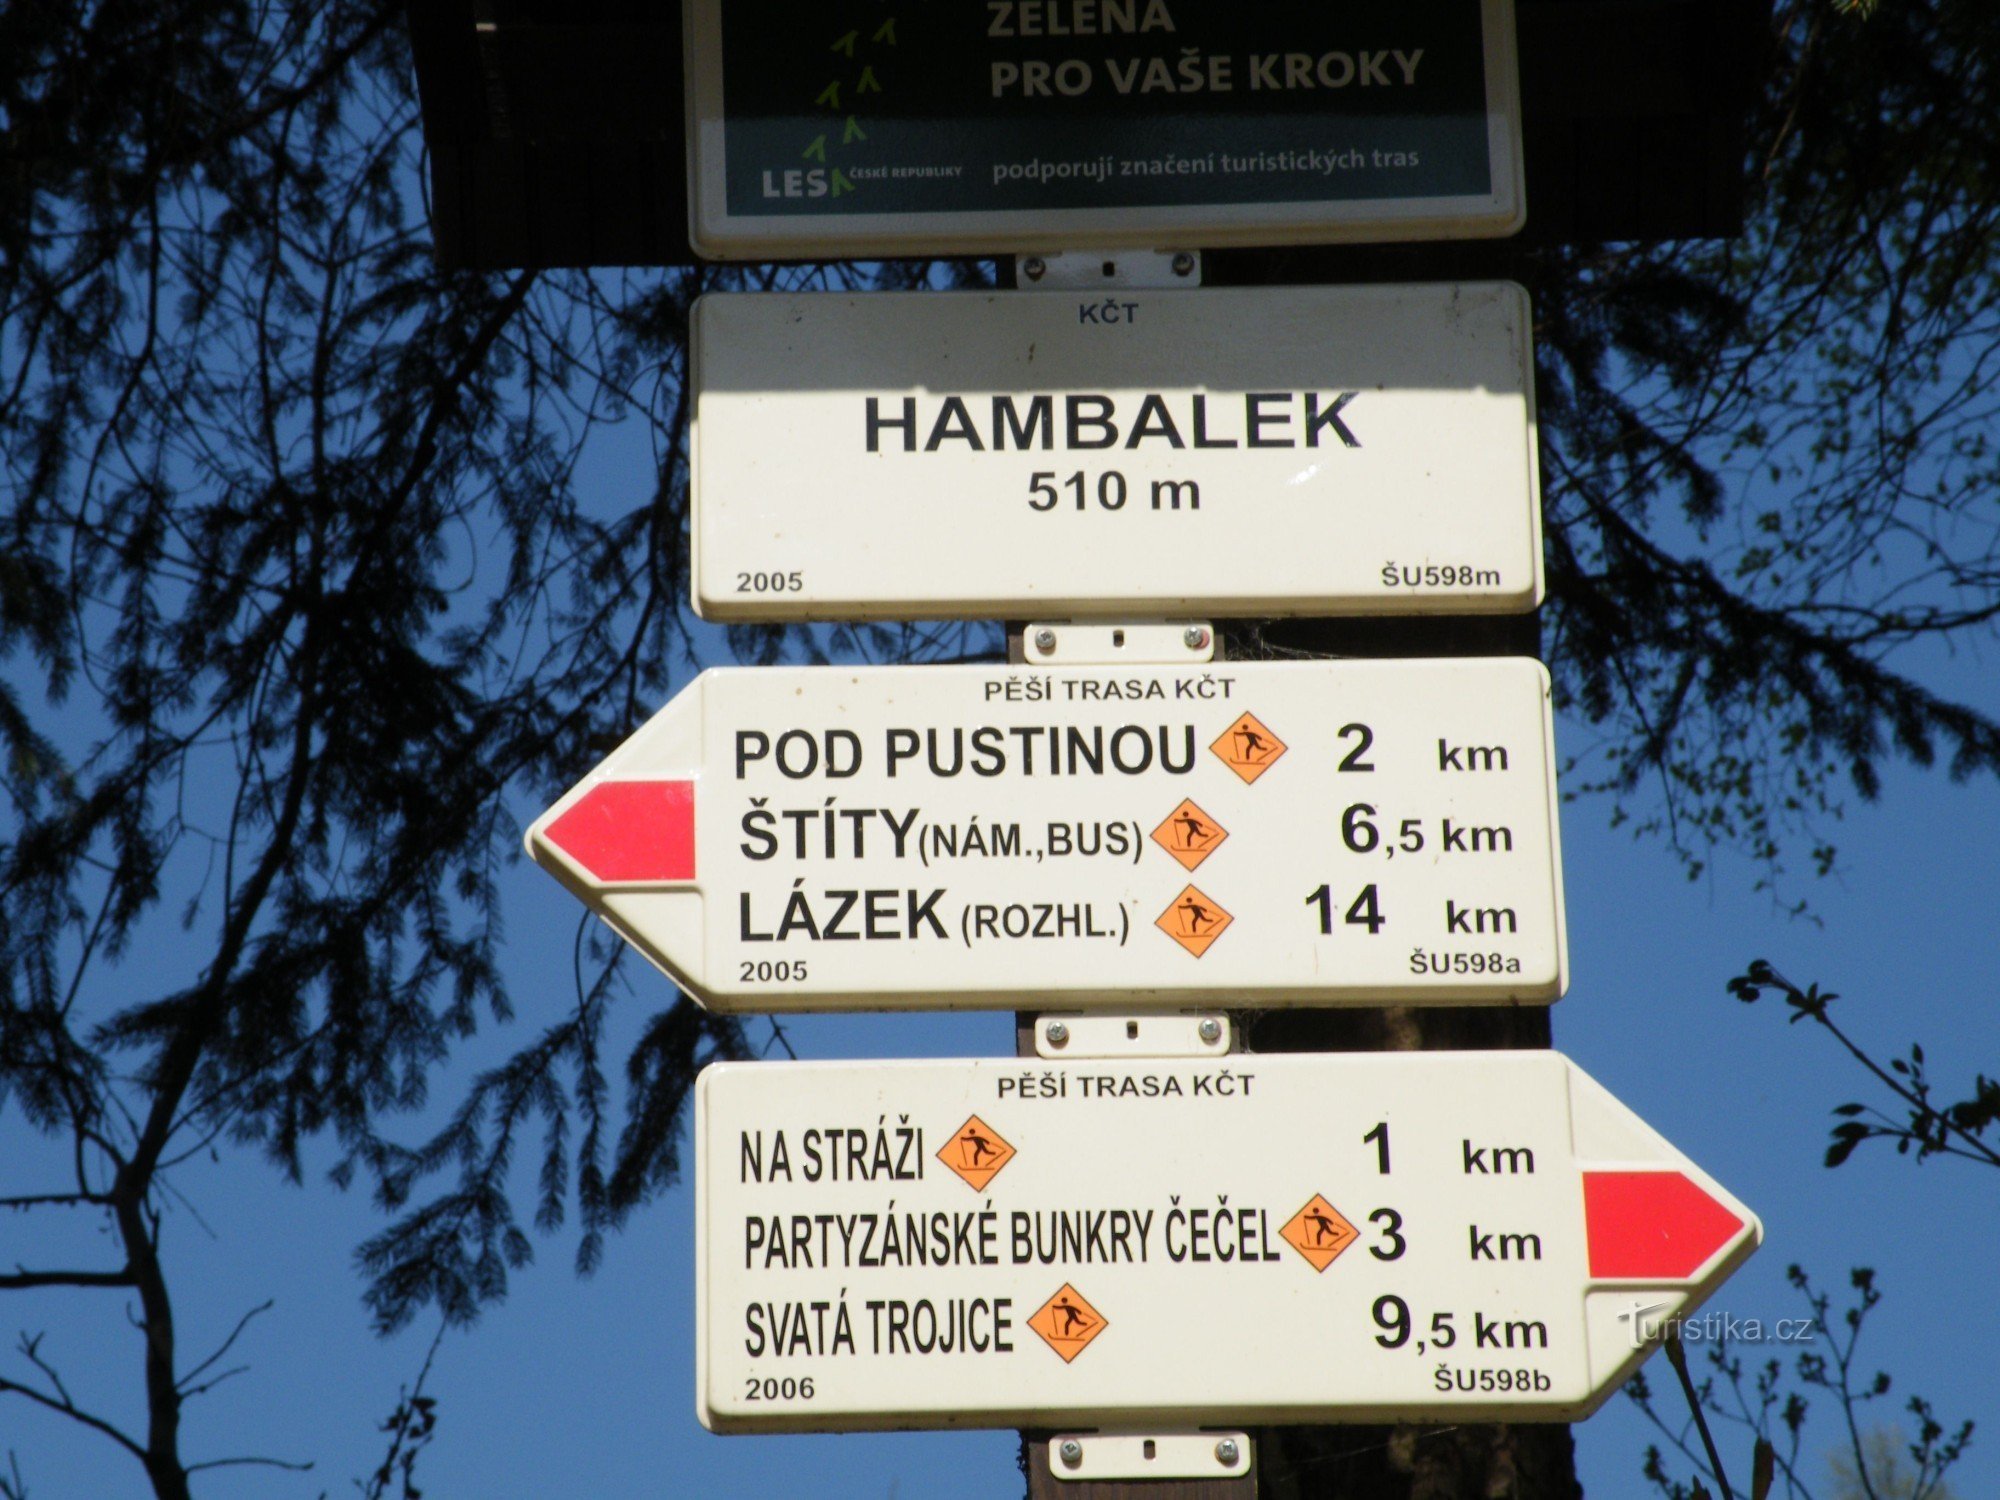 ZELENÁ
PRO VAŠE KROKY
LESY ČESKÉ REPUBLIKY podporují značení turistických tras
KČT
HAMBALEK
510 m
2005 ŠU598m
PĚŠÍ TRASA KČT
POD PUSTINOU 2 km
ŠTÍTY(NÁM.,BUS) 6,5 km
LÁZEK (ROZHL.) 14 km
2005 ŠU598a
PĚŠÍ TRASA KČT
NA STRÁŽI 1 km
PARTYZÁNSKÉ BUNKRY ČEČEL 3 km
SVATÁ TROJICE 9,5 km
2006 ŠU598b
Turistika.cz